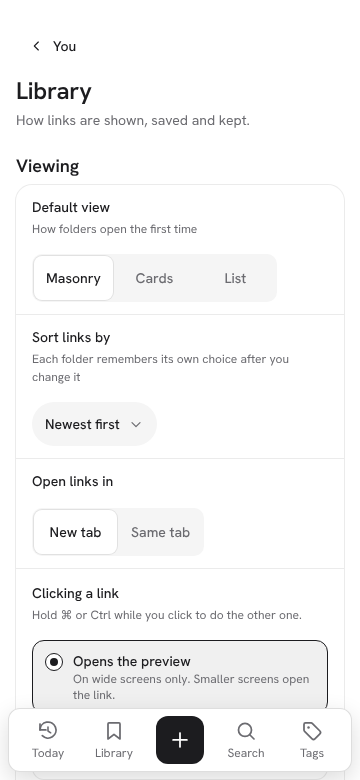 You
Library
How links are shown, saved and kept.
Viewing
Default view
How folders open the first time
Masonry
Cards
List
Sort links by
Each folder remembers its own choice after you
change it
Newest first
Open links in
New tab
Same tab
Clicking a link
Hold ⌘ or Ctrl while you click to do the other one.
Opens the preview
On wide screens only. Smaller screens open
the link.
Today
Library
Search
Tags